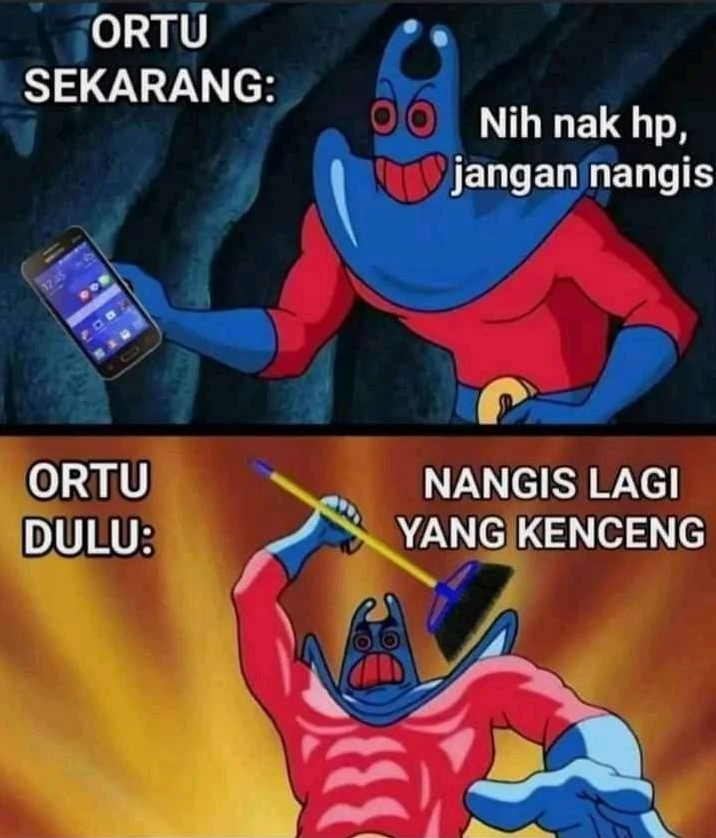 ORTU
SEKARANG:
Nih nak hp,
jangan nangis
ORTU
DULU:
NANGIS LAGI
YANG KENCENG